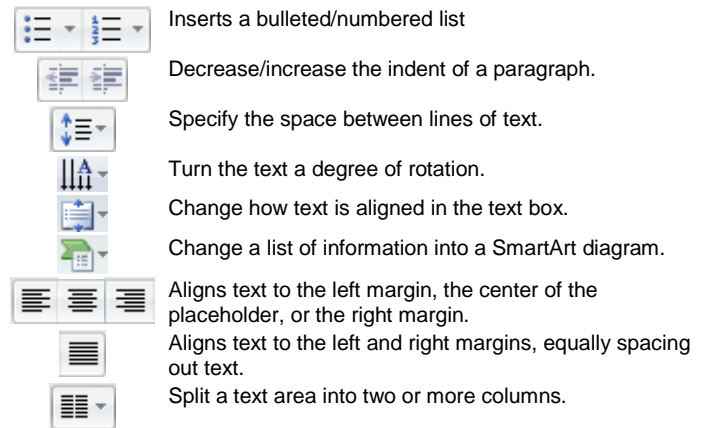 Inserts a bulleted/numbered list
Decrease/increase the indent of a paragraph.
Specify the space between lines of text.
Turn the text a degree of rotation.
Change how text is aligned in the text box.
Change a list of information into a SmartArt diagram.
Aligns text to the left margin, the center of the
placeholder, or the right margin.
Aligns text to the left and right margins, equally spacing
out text.
Split a text area into two or more columns.